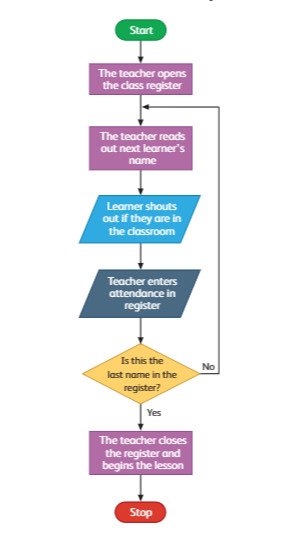 Start
The teacher opens
the class register
The teacher reads
out next learner's
name
Learner shouts
out if they are in
the classroom
Teacher enters
attendance in
register
Is this the
last name in the
register?
No
Yes
The teacher closes
the register and
begins the lesson
Stop